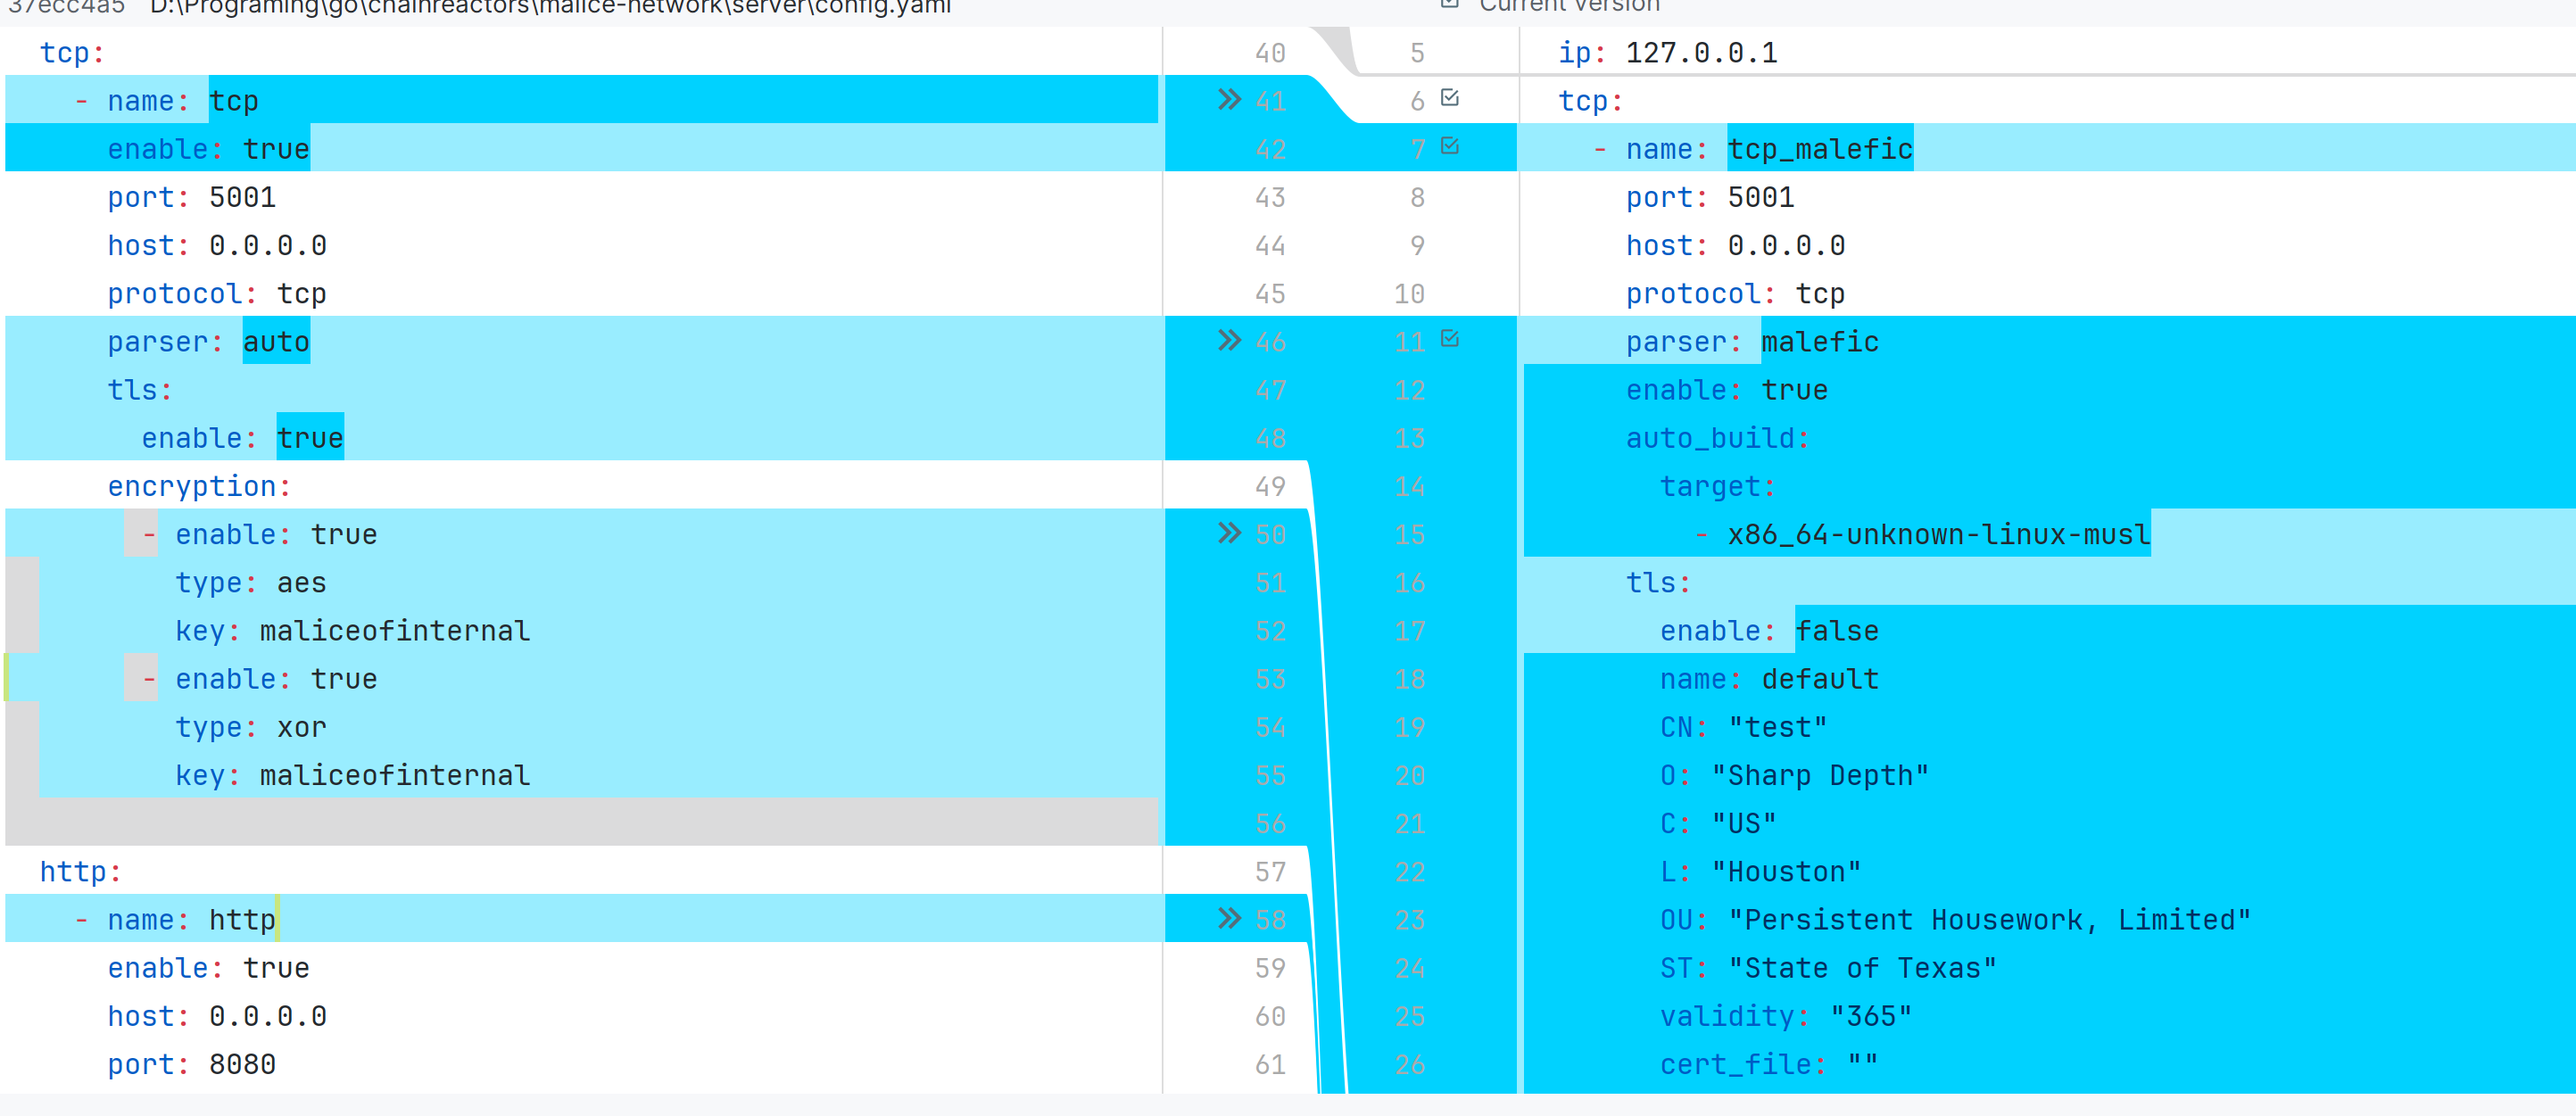 37ecc4a5 D:\Programing\go\chainreactors\malice-network\server\config.yaml
Current version
tcp:
- name: tcp
enable: true
port: 5001
host: 0.0.0.0
protocol: tcp
parser: auto
tls:
enable: true
encryption:
- enable: true
type: aes
key: maliceofinternal
- enable: true
type: xor
key: maliceofinternal
http:
- name: http
enable: true
host: 0.0.0.0
port: 8080
40
41
42
43
44
45
46
47
48
49
50
51
52
53
54
55
56
57
58
59
60
61
5
6
7
8
9
10
11
12
13
14
15
16
17
18
19
20
21
22
23
24
25
26
ip: 127.0.0.1
tcp:
- name: tcp_malefic
port: 5001
host: 0.0.0.0
protocol: tcp
parser: malefic
enable: true
auto_build:
target:
- x86_64-unknown-linux-musl
tls:
enable: false
name: default
CN: "test"
O: "Sharp Depth"
C: "US"
L: "Houston"
OU: "Persistent Housework, Limited"
ST: "State of Texas"
validity: "365"
cert_file: ""